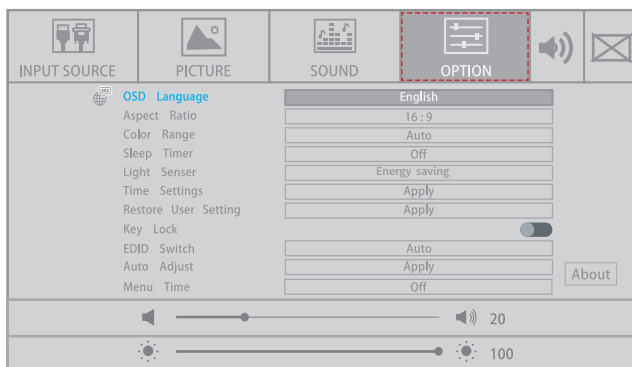 INPUT SOURCE PICTURE SOUND OPTION
OSD Language English
Aspect Ratio 16 : 9
Color Range Auto
Sleep Timer Off
Light Senser Energy saving
Time Settings Apply
Restore User Setting Apply
Key Lock
EDID Switch Auto
Auto Adjust Apply
About
Menu Time Off
20
100